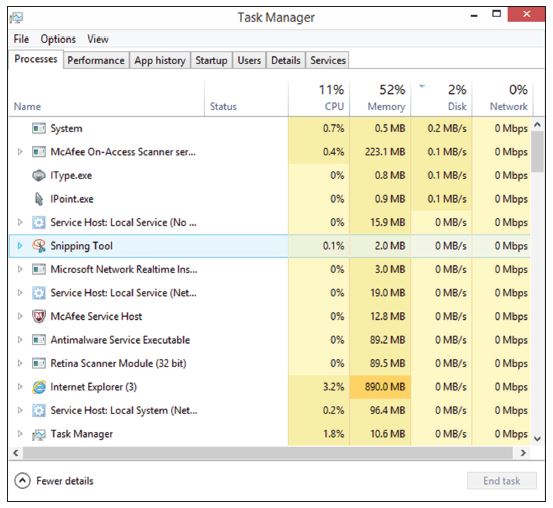 Task Manager
File Options View
Processes Performance App history Startup Users Details Services
11% 52% 2% 0%
Name Status CPU Memory Disk Network
System 0.7% 0.5 MB 0.2 MB/s 0 Mbps
McAfee On-Access Scanner ser... 0.4% 223.1 MB 0.1 MB/s 0 Mbps
IType.exe 0% 0.8 MB 0.1 MB/s 0 Mbps
IPoint.exe 0% 0.9 MB 0.1 MB/s 0 Mbps
Service Host: Local Service (No ... 0% 15.9 MB 0 MB/s 0 Mbps
Snipping Tool 0.1% 2.0 MB 0 MB/s 0 Mbps
Microsoft Network Realtime Ins... 0% 3.0 MB 0 MB/s 0 Mbps
Service Host: Local Service (Net... 0% 19.0 MB 0 MB/s 0 Mbps
McAfee Service Host 0% 12.8 MB 0 MB/s 0 Mbps
Antimalware Service Executable 0% 89.2 MB 0 MB/s 0 Mbps
Retina Scanner Module (32 bit) 0% 89.5 MB 0 MB/s 0 Mbps
Internet Explorer (3) 3.2% 890.0 MB 0 MB/s 0 Mbps
Service Host: Local System (Net... 0.2% 96.4 MB 0 MB/s 0 Mbps
Task Manager 1.8% 10.6 MB 0 MB/s 0 Mbps
Fewer details End task